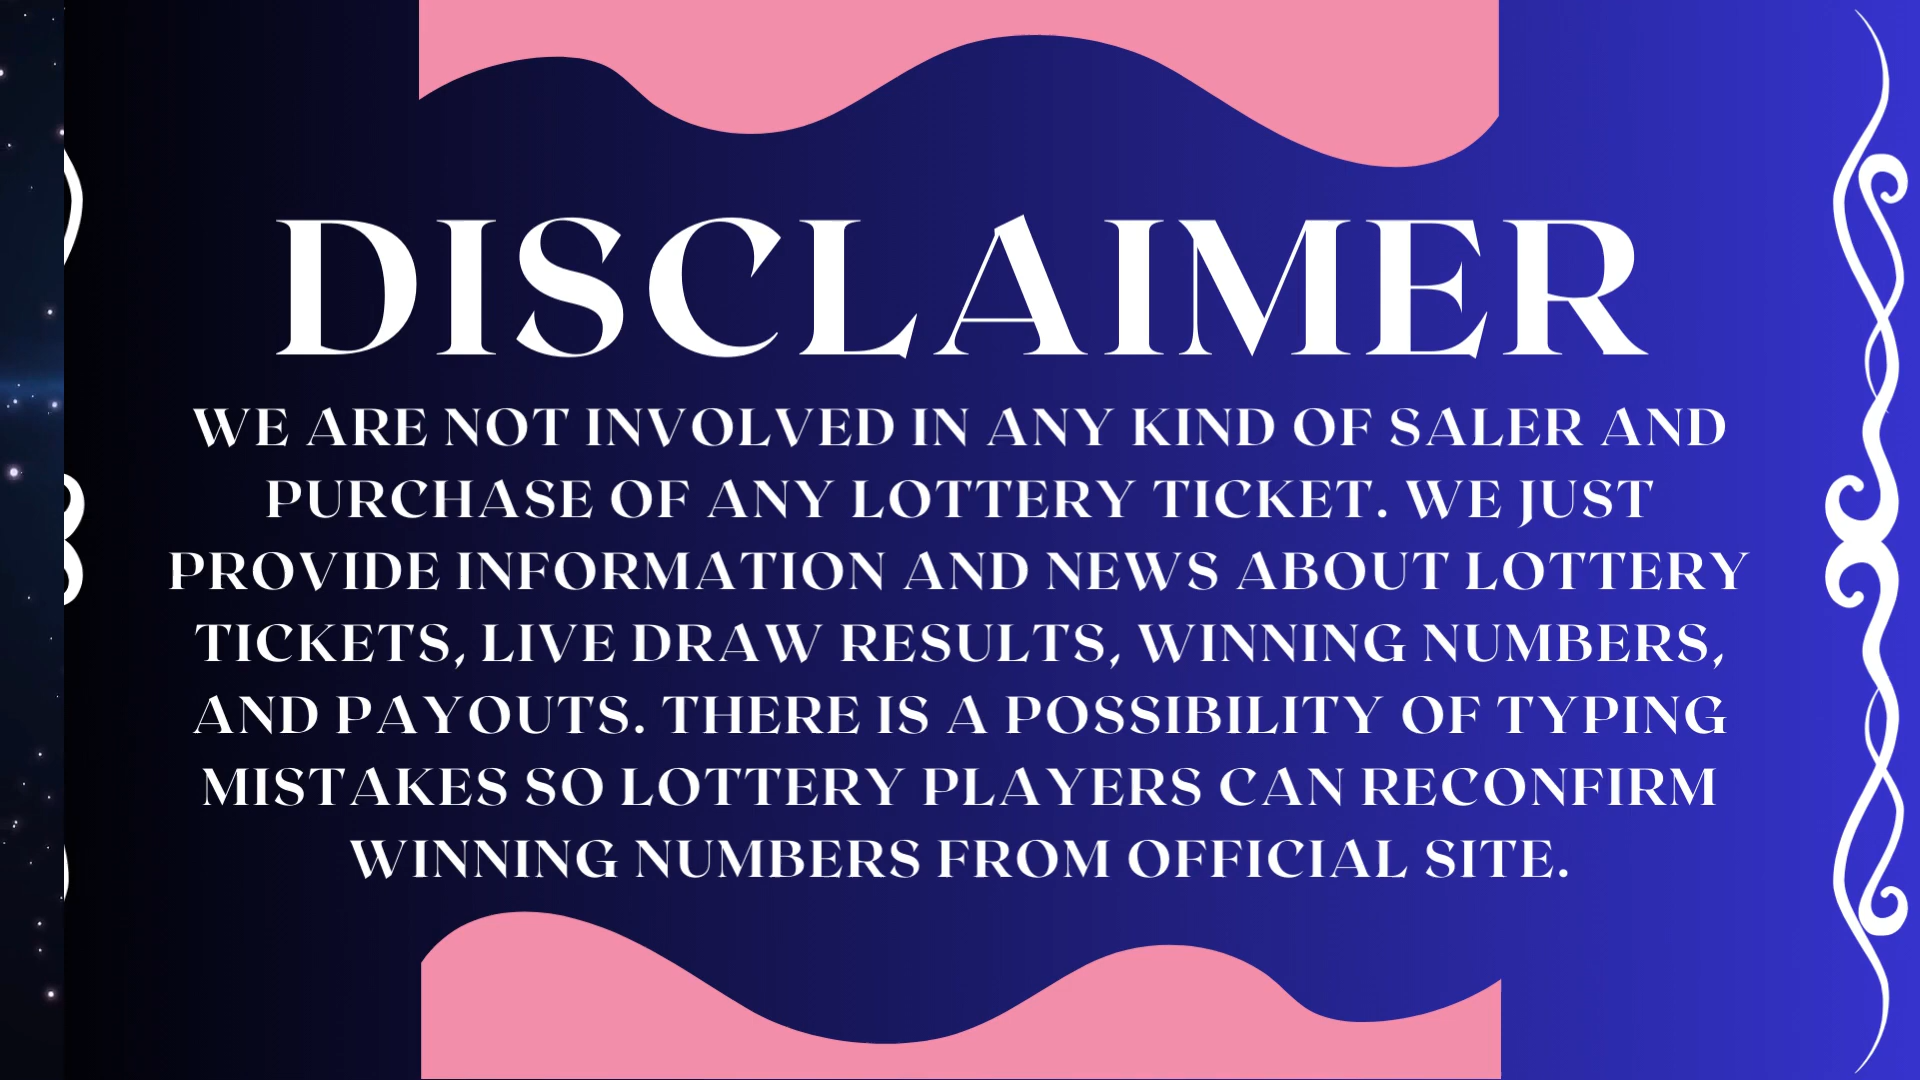 DISCLAIMER
WE ARE NOT INVOLVED IN ANY KIND OF SALER AND
PURCHASE OF ANY LOTTERY TICKET. WE JUST
PROVIDE INFORMATION AND NEWS ABOUT LOTTERY
TICKETS, LIVE DRAW RESULTS, WINNING NUMBERS,
AND PAYOUTS. THERE IS A POSSIBILITY OF TYPING
MISTAKES SO LOTTERY PLAYERS CAN RECONFIRM
WINNING NUMBERS FROM OFFICIAL SITE.